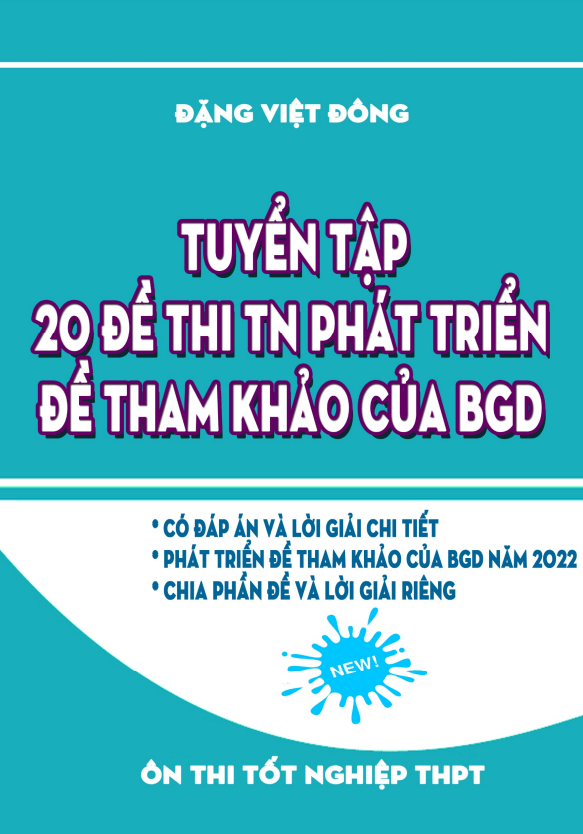 ĐẶNG VIỆT ĐÔNG
TUYỂN TẬP
20 ĐỀ THI TN PHÁT TRIỂN
ĐỀ THAM KHẢO CỦA BGD
* CÓ ĐÁP ÁN VÀ LỜI GIẢI CHI TIẾT
* PHÁT TRIỂN ĐỀ THAM KHẢO CỦA BGD NĂM 2022
* CHIA PHẦN ĐỀ VÀ LỜI GIẢI RIÊNG
NEW!
ÔN THI TỐT NGHIỆP THPT